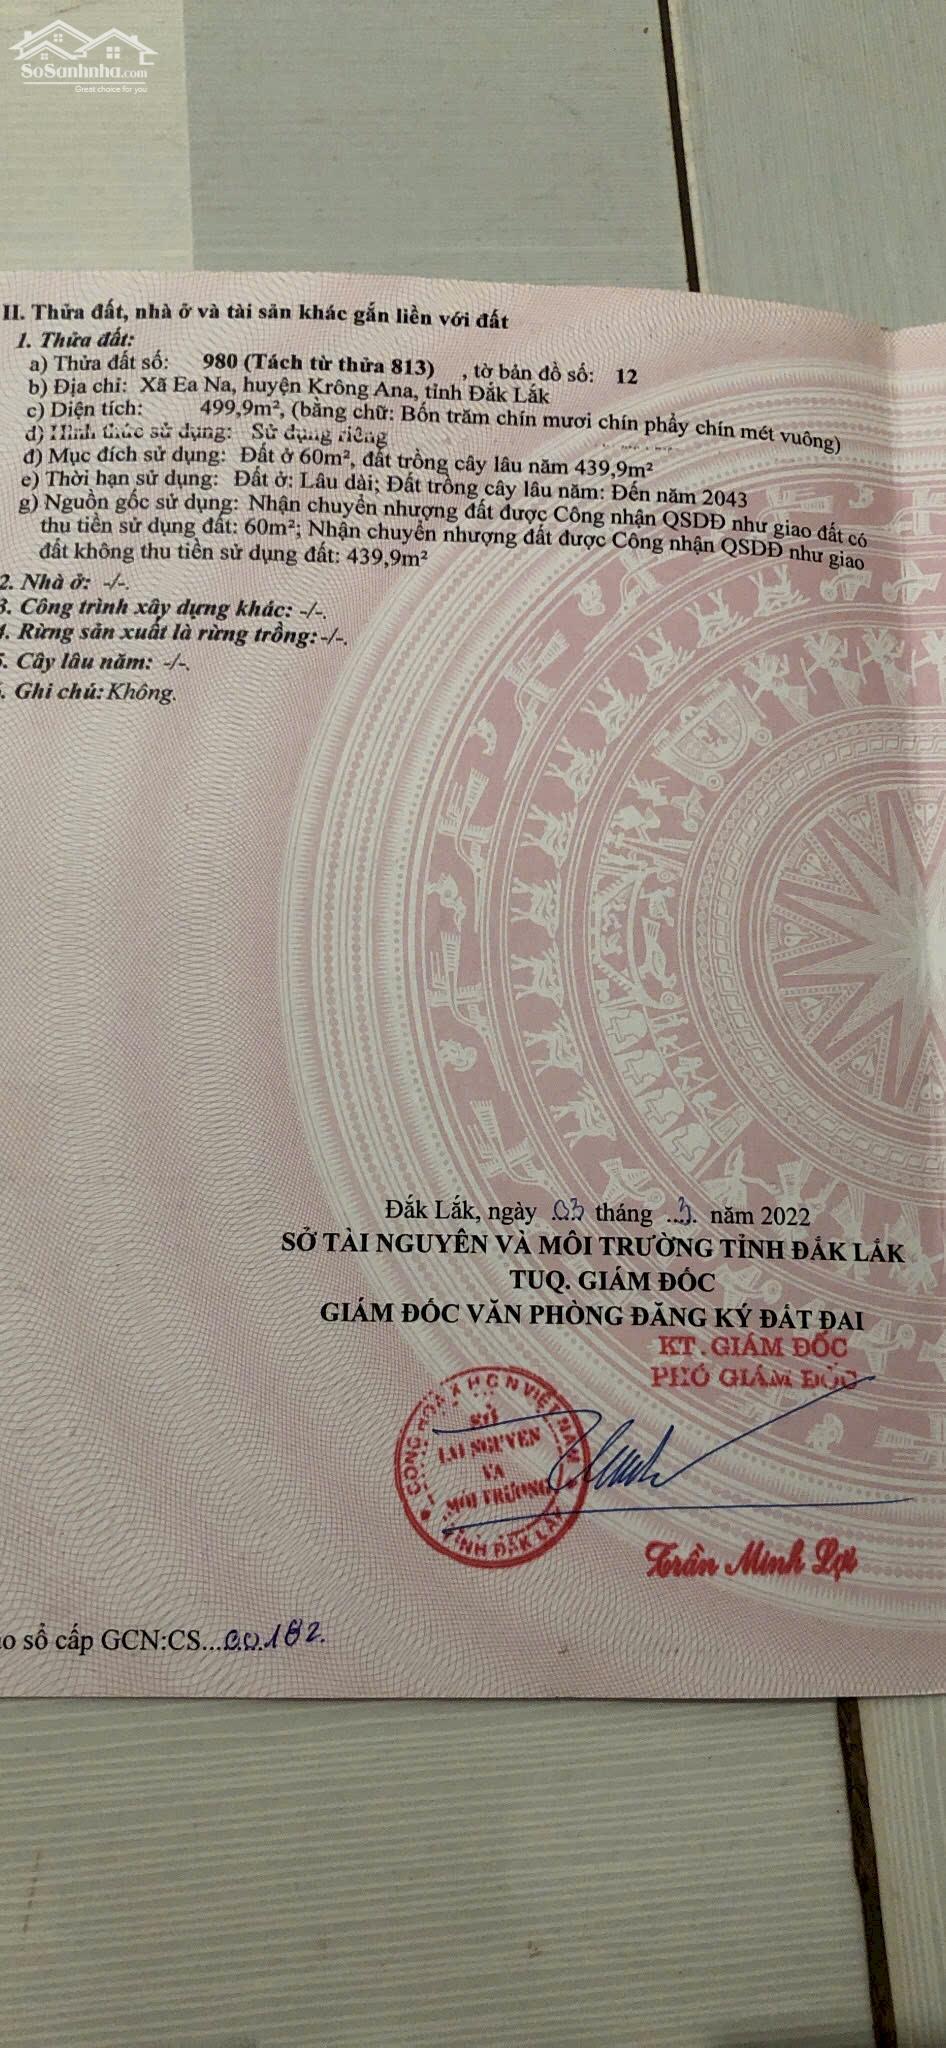 SoSanhnha.com
Great choice for you
II. Thửa đất, nhà ở và tài sản khác gắn liền với đất
1. Thửa đất:
a) Thửa đất số: 980 (Tách từ thửa 813) , tờ bản đồ số: 12
b) Địa chỉ: Xã Ea Na, huyện Krông Ana, tỉnh Đắk Lắk
c) Diện tích: 499,9m², (bằng chữ: Bốn trăm chín mươi chín phẩy chín mét vuông)
d) Hình thức sử dụng: Sử dụng riêng
đ) Mục đích sử dụng: Đất ở 60m², đất trồng cây lâu năm 439,9m²
e) Thời hạn sử dụng: Đất ở: Lâu dài; Đất trồng cây lâu năm: Đến năm 2043
g) Nguồn gốc sử dụng: Nhận chuyển nhượng đất được Công nhận QSDĐ như giao đất có
thu tiền sử dụng đất: 60m²; Nhận chuyển nhượng đất được Công nhận QSDĐ như giao
đất không thu tiền sử dụng đất: 439,9m²
2. Nhà ở: -/-.
3. Công trình xây dựng khác: -/-.
4. Rừng sản xuất là rừng trồng: -/-.
5. Cây lâu năm: -/-.
. Ghi chú: Không.
Đắk Lắk, ngày 03 tháng 3 năm 2022
SỞ TÀI NGUYÊN VÀ MÔI TRƯỜNG TỈNH ĐẮK LẮK
TUQ. GIÁM ĐỐC
GIÁM ĐỐC VĂN PHÒNG ĐĂNG KÝ ĐẤT ĐAI
KT. GIÁM ĐỐC
PHÓ GIÁM ĐỐC
CỘNG HÒA X H C N VIỆT NAM
SỞ
TÀI NGUYÊN
VÀ
MÔI TRƯỜNG
TỈNH ĐẮK LẮK
Trần Minh Lợi
o sổ cấp GCN:CS...00182.